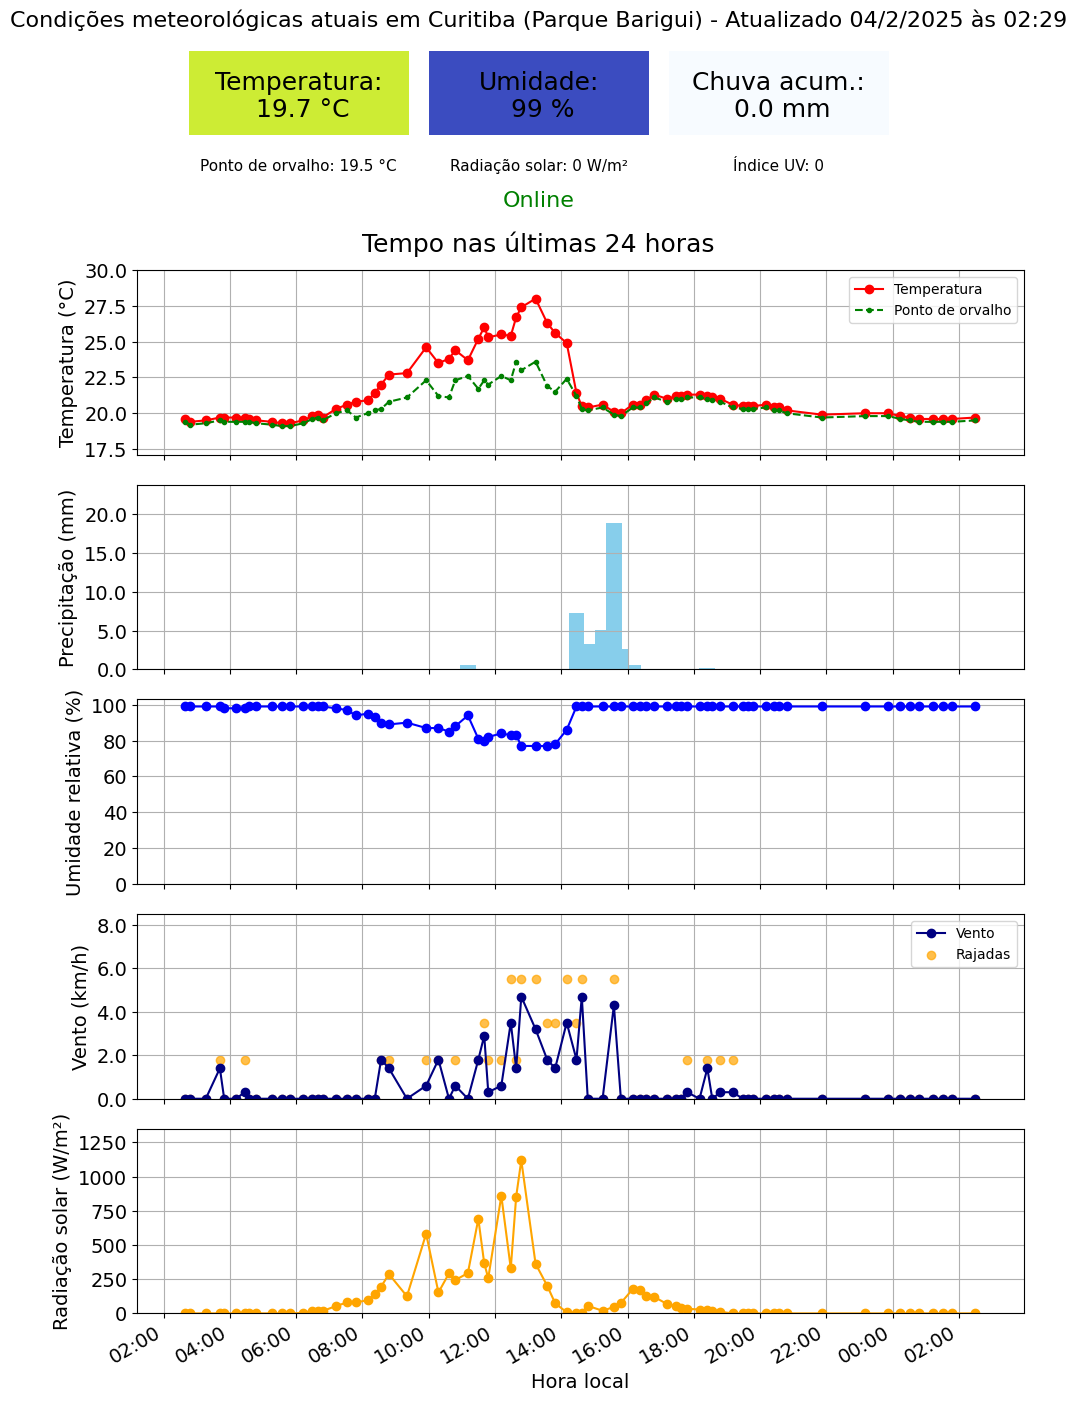 Condições meteorológicas atuais em Curitiba (Parque Barigui) - Atualizado 04/2/2025 às 02:29
Temperatura:
19.7 °C
Umidade:
99 %
Chuva acum.:
0.0 mm
Ponto de orvalho: 19.5 °C
Radiação solar: 0 W/m²
Índice UV: 0
Online
Tempo nas últimas 24 horas
Temperatura (°C)
30.0
27.5
25.0
22.5
20.0
17.5
Temperatura
Ponto de orvalho
Precipitação (mm)
20.0
15.0
10.0
5.0
0.0
Umidade relativa (%)
100
80
60
40
20
0
Vento (km/h)
8.0
6.0
4.0
2.0
0.0
Vento
Rajadas
Radiação solar (W/m²)
1250
1000
750
500
250
0
02:00 04:00 06:00 08:00 10:00 12:00 14:00 16:00 18:00 20:00 22:00 00:00 02:00
Hora local